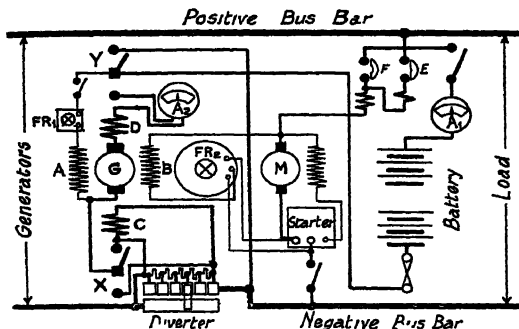 Positive Bus Bar
Y
F
E
A2
A1
FR1
D
FR2
A
G
B
M
Generators
Battery
Load
C
Starter
X
Diverter
Negative Bus Bar